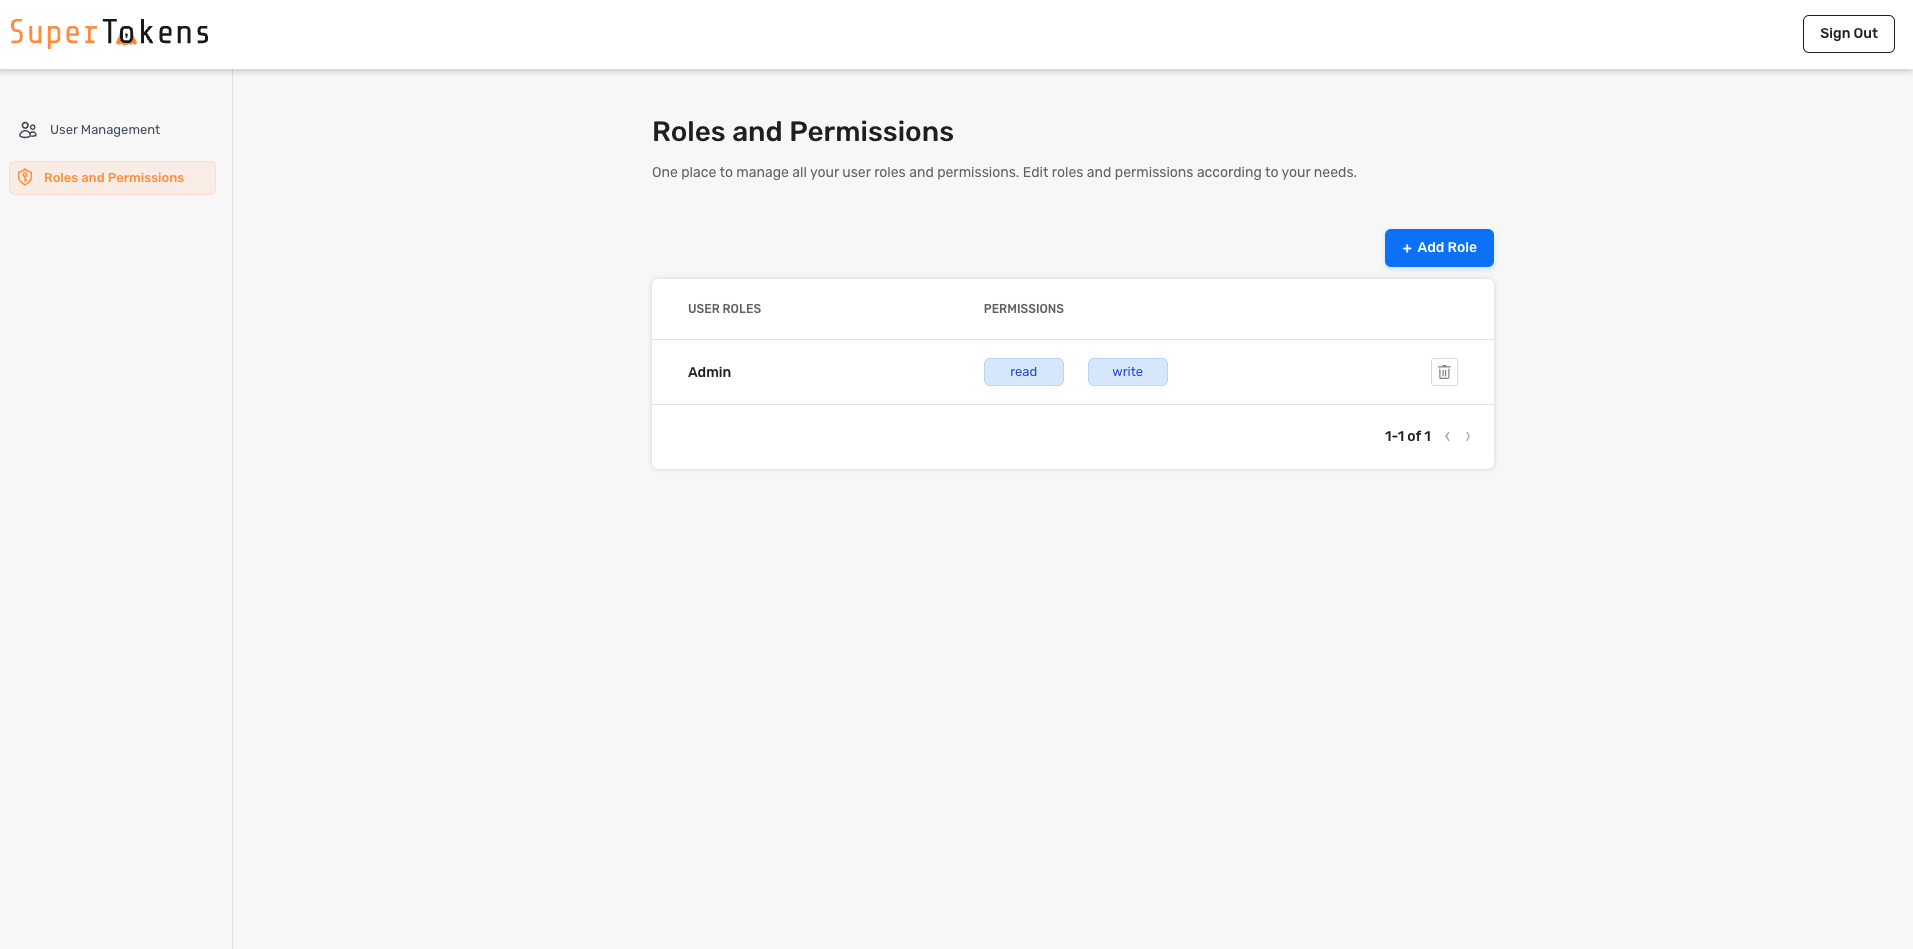 SuperTokens
Sign Out
User Management
Roles and Permissions
Roles and Permissions
One place to manage all your user roles and permissions. Edit roles and permissions according to your needs.
+ Add Role
USER ROLES PERMISSIONS
Admin read write
1-1 of 1